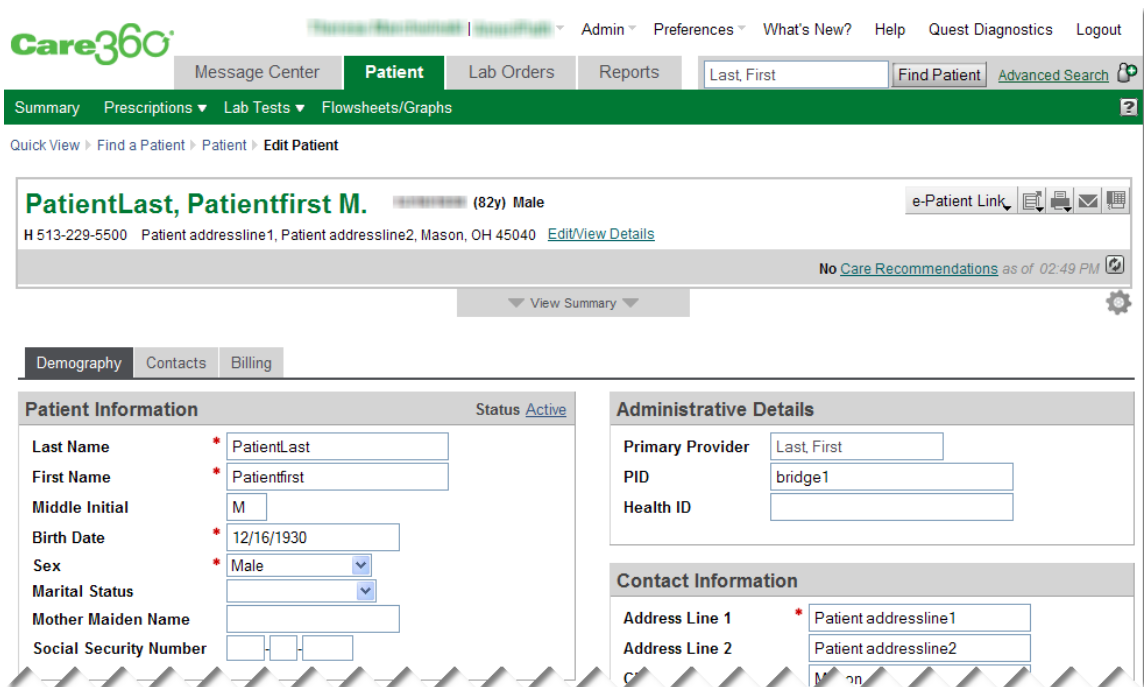 Care360
Admin Preferences What's New? Help Quest Diagnostics Logout
Message Center Patient Lab Orders Reports Last, First Find Patient Advanced Search
Summary Prescriptions Lab Tests Flowsheets/Graphs ?
Quick View Find a Patient Patient Edit Patient
PatientLast, Patientfirst M. (82y) Male e-Patient Link
H 513-229-5500 Patient addressline1, Patient addressline2, Mason, OH 45040 Edit/View Details
No Care Recommendations as of 02:49 PM
View Summary
Demography Contacts Billing
Patient Information Status Active
Last Name * PatientLast
First Name * Patientfirst
Middle Initial M
Birth Date * 12/16/1930
Sex * Male
Marital Status
Mother Maiden Name
Social Security Number - -
Administrative Details
Primary Provider Last, First
PID bridge1
Health ID
Contact Information
Address Line 1 * Patient addressline1
Address Line 2 Patient addressline2